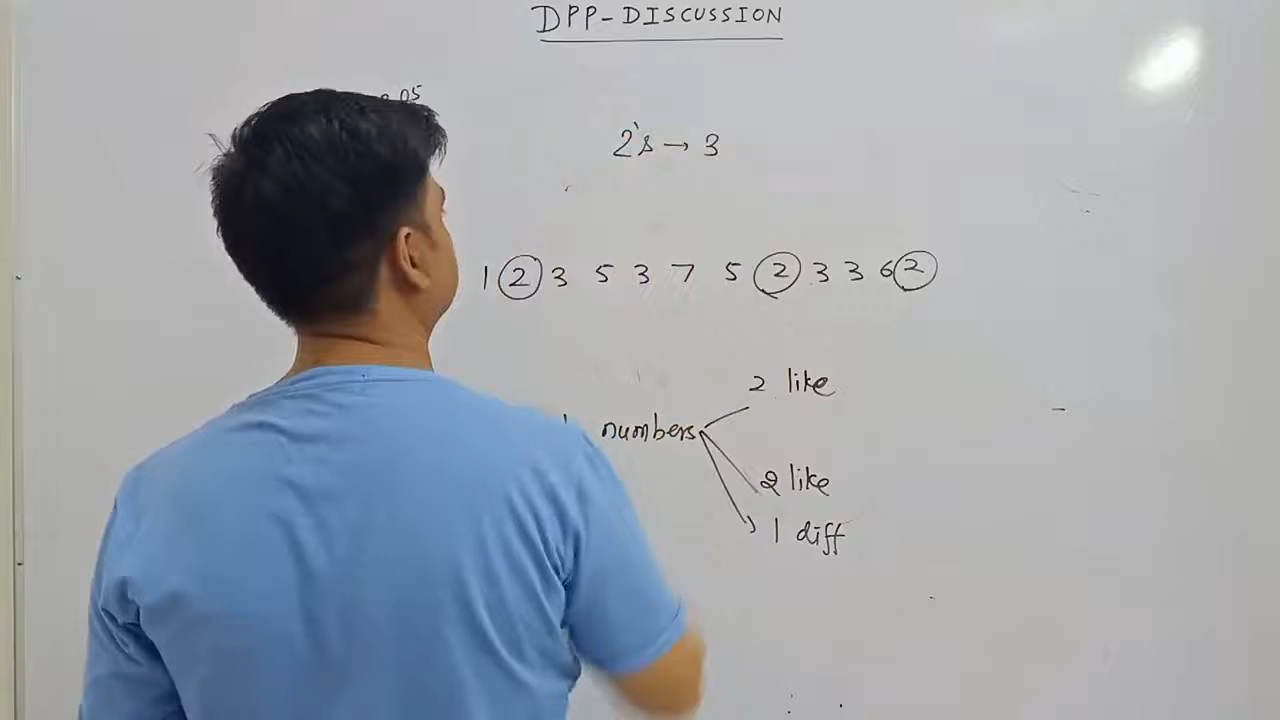 DPP-DISCUSSION
05
2's → 3
1 2 3 5 3 7 5 2 3 3 6 2
2 like
numbers
2 like
1 diff